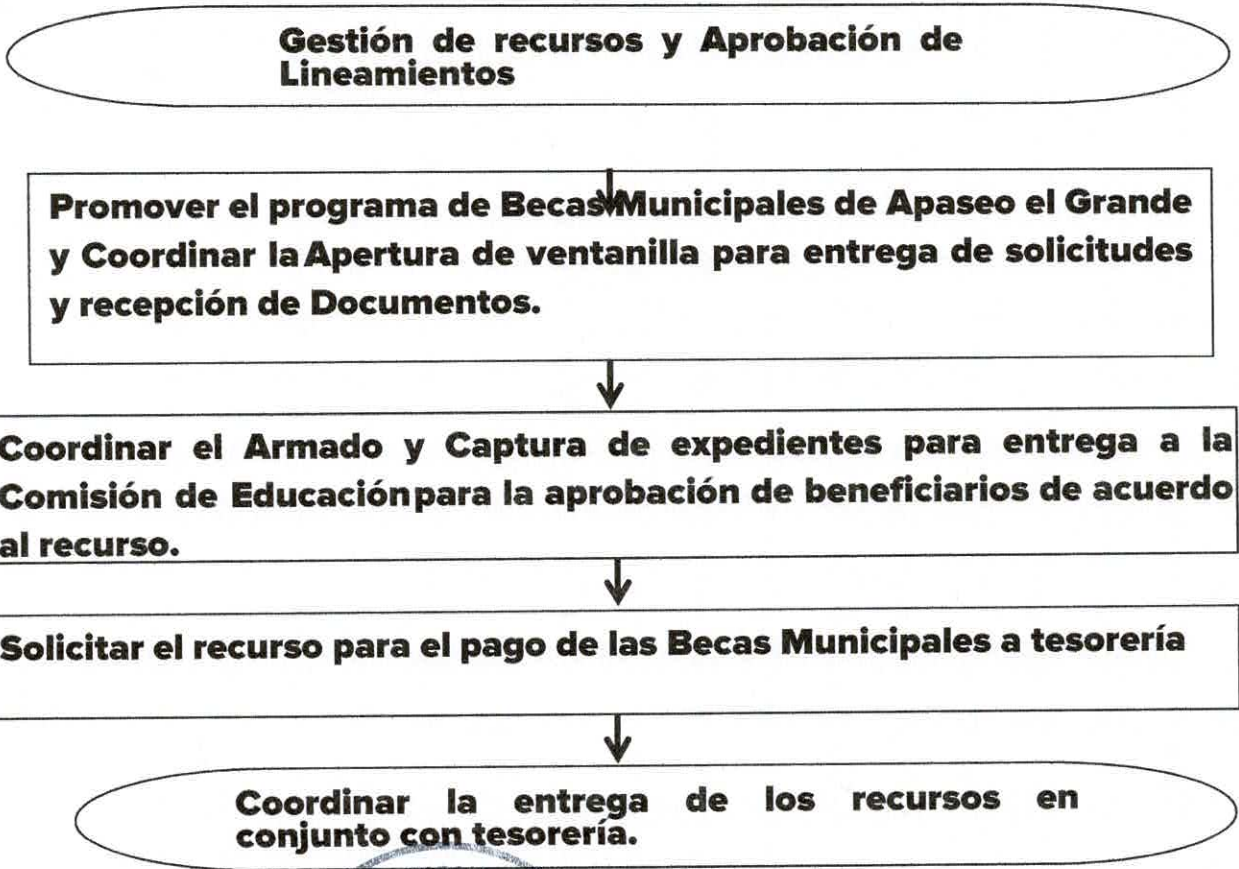 Gestión de recursos y Aprobación de
Lineamientos
Promover el programa de Becas Municipales de Apaseo el Grande
y Coordinar la Apertura de ventanilla para entrega de solicitudes
y recepción de Documentos.
Coordinar el Armado y Captura de expedientes para entrega a la
Comisión de Educación para la aprobación de beneficiarios de acuerdo
al recurso.
Solicitar el recurso para el pago de las Becas Municipales a tesorería
Coordinar la entrega de los recursos en
conjunto con tesorería.